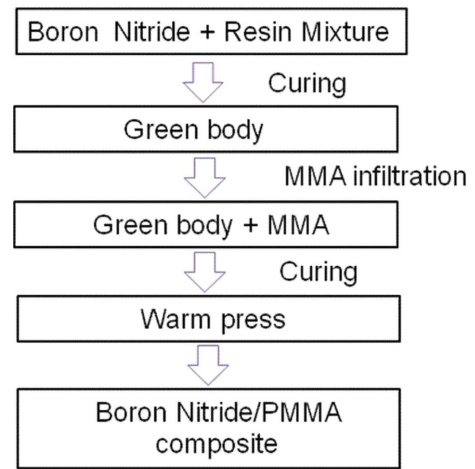 Boron Nitride + Resin Mixture
Curing
Green body
MMA infiltration
Green body + MMA
Curing
Warm press
Boron Nitride/PMMA
composite